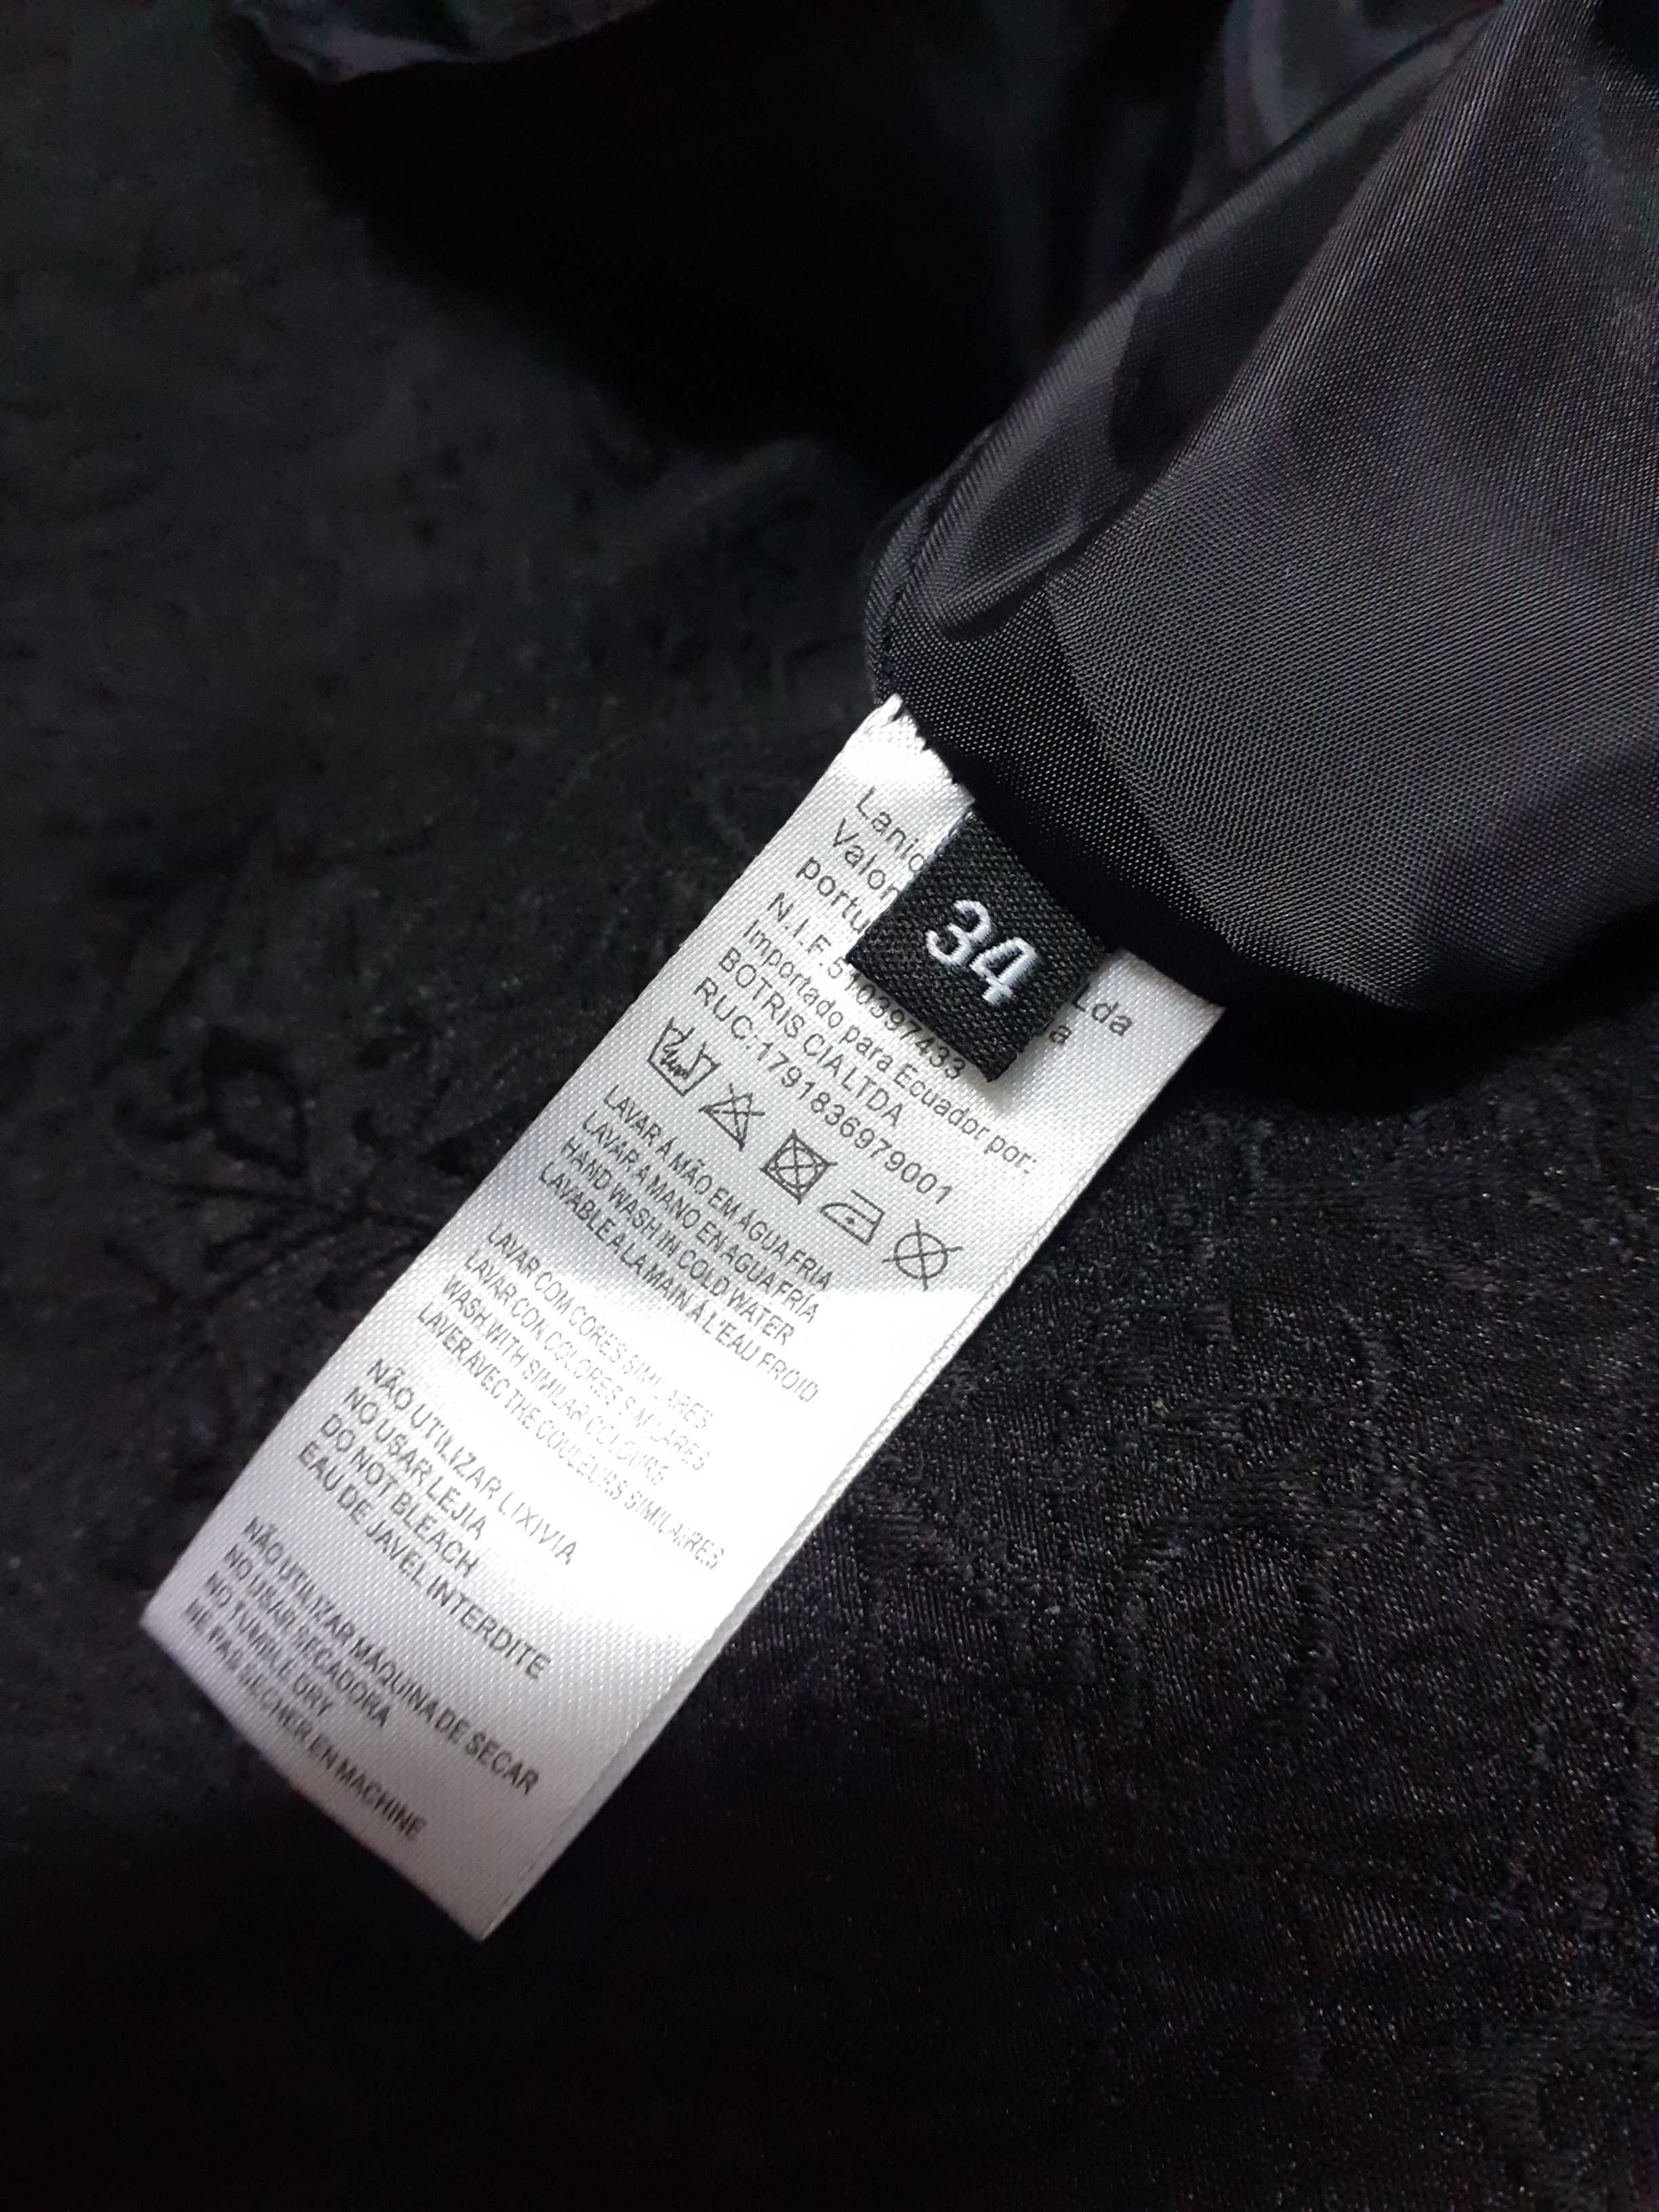 34
Lda
N.I.F. 510397433
Importado para Ecuador por:
BOTRIS CIA LTDA
RUC:1791836979001
LAVAR Á MÃO EM ÁGUA FRIA
LAVAR A MANO EN AGUA FRÍA
HAND WASH IN COLD WATER
LAVABLE A LA MAIN Á L'EAU FROID
LAVAR COM CORES SIMILARES
LAVAR CON COLORES SIMILARES
WASH WITH SIMILAR COLOURS
LAVER AVEC THE COULEURS SIMILAIRES
NÃO UTILIZAR LIXIVIA
NO USAR LEJIA
DO NOT BLEACH
EAU DE JAVEL INTERDITE
NÃO UTILIZAR MÁQUINA DE SECAR
NO USAR SECADORA
NO TUMBLE DRY
NE PAS SECHER EN MACHINE